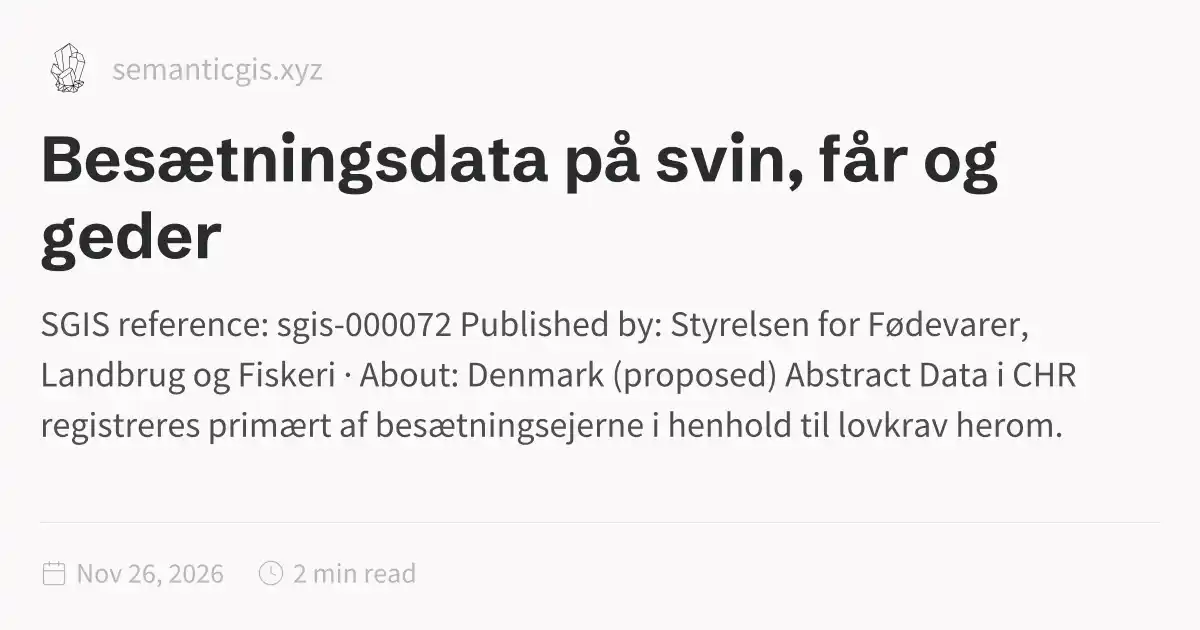 semanticgis.xyz
Besætningsdata på svin, får og
geder
SGIS reference: sgis-000072 Published by: Styrelsen for Fødevarer,
Landbrug og Fiskeri · About: Denmark (proposed) Abstract Data i CHR
registreres primært af besætningsejerne i henhold til lovkrav herom.
Nov 26, 2026 2 min read